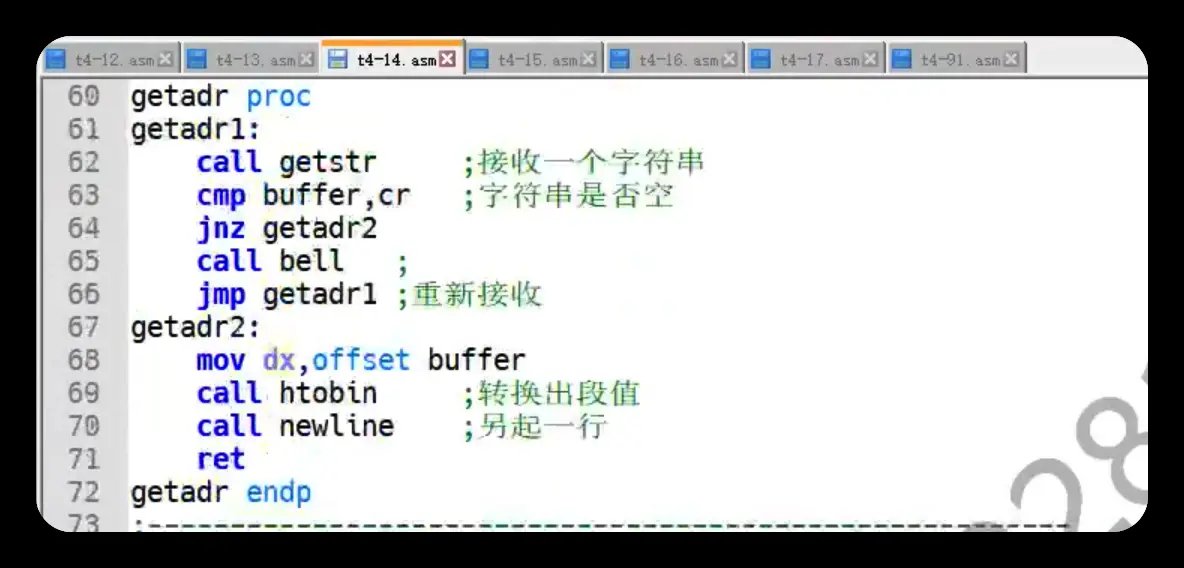 t4-12.asm t4-13.asm t4-14.asm t4-15.asm t4-16.asm t4-17.asm t4-91.asm
60 getadr proc
61 getadr1:
62     call getstr     ;接收一个字符串
63     cmp buffer,cr   ;字符串是否空
64     jnz getadr2
65     call bell   ;
66     jmp getadr1 ;重新接收
67 getadr2:
68     mov dx,offset buffer
69     call htobin     ;转换出段值
70     call newline    ;另起一行
71     ret
72 getadr endp
73 ;---------------------------------------------------------